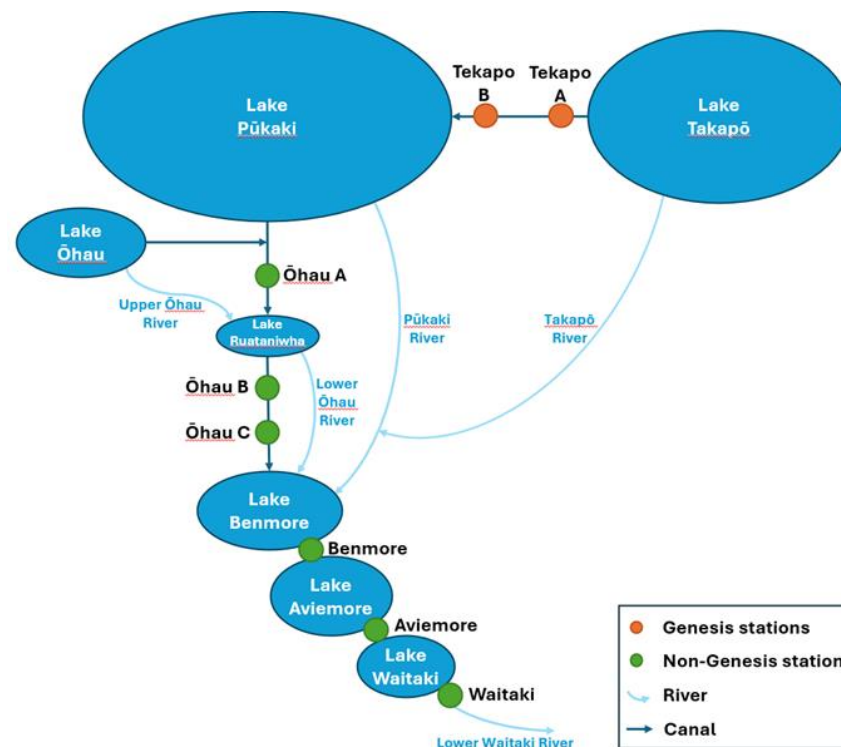 Tekapo
B
Tekapo
A
Lake
Pūkaki
Lake
Takapō
Lake
Ōhau
Ōhau A
Upper Ōhau
River
Lake
Ruataniwha
Pūkaki
River
Takapō
River
Ōhau B
Lower
Ōhau
River
Ōhau C
Lake
Benmore
Benmore
Lake
Aviemore
Aviemore
Lake
Waitaki
Waitaki
Lower Waitaki River
Genesis stations
Non-Genesis station
River
Canal